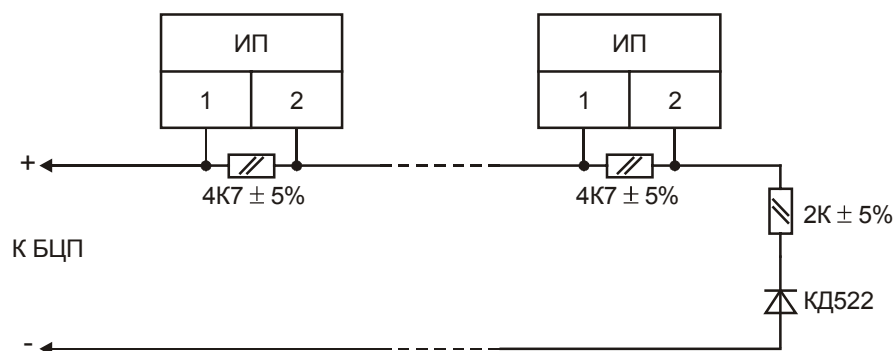 ИП
ИП
1 2
1 2
+
4К7 ± 5%
4К7 ± 5%
2К ± 5%
К БЦП
КД522
-